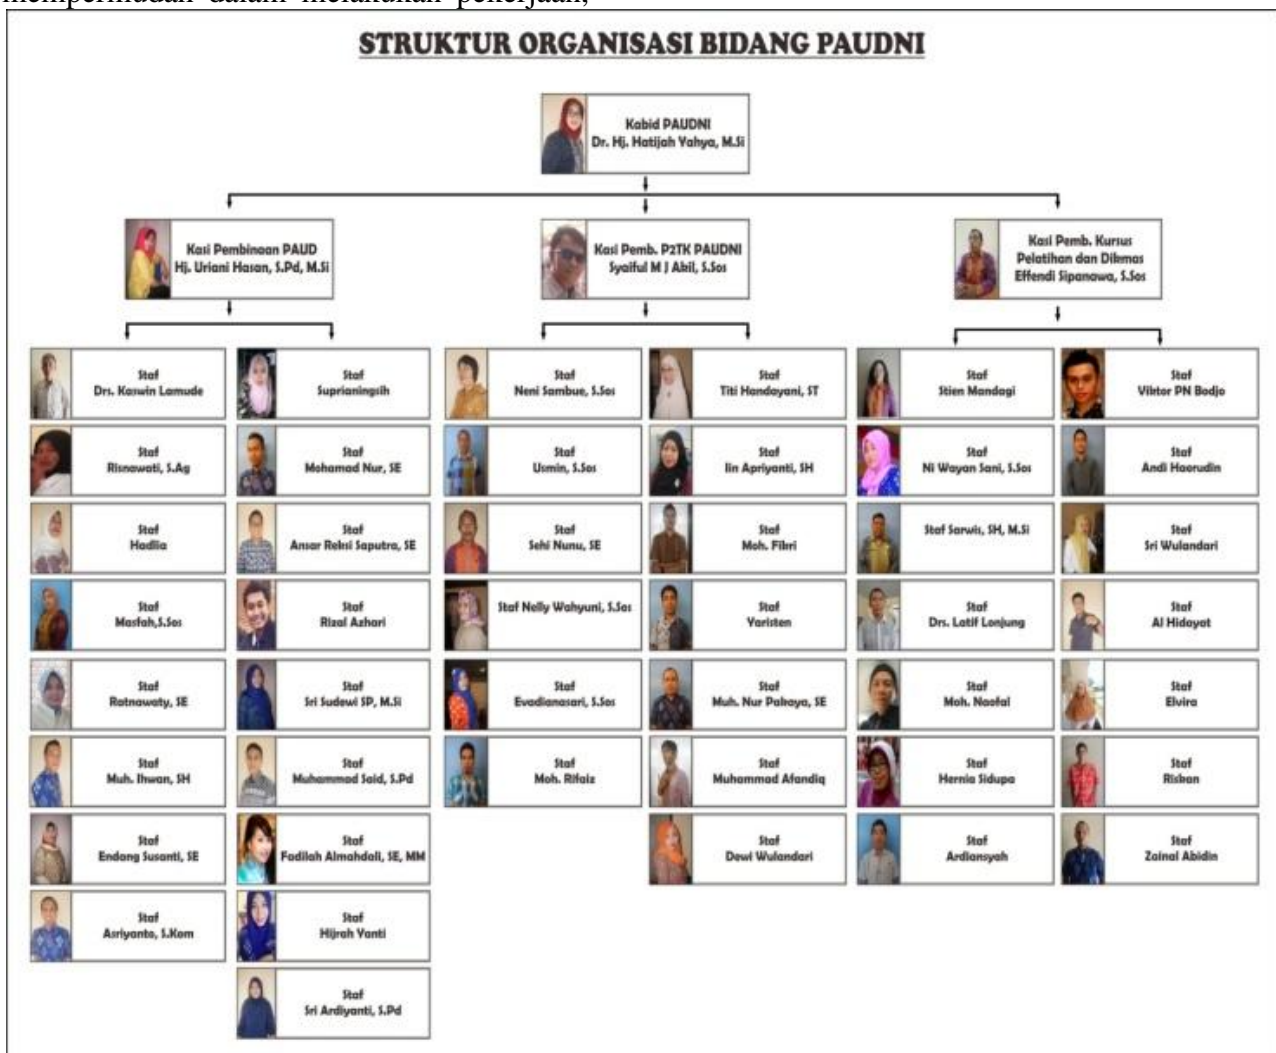 mempermudah dalam melakukan pekerjaan,
STRUKTUR ORGANISASI BIDANG PAUDNI
Kabid PAUDNI
Dr. Hj. Hatijah Yahya, M.Si
Kasi Pembinaan PAUD
Hj. Uriani Hasan, S.Pd, M.Si
Kasi Pemb. P2TK PAUDNI
Syaiful M J Akil, S.Sos
Kasi Pemb. Kursus
Pelatihan dan Dikmas
Effendi Sipanawa, S.Sos
Staf
Drs. Kaswin Lamude
Staf
Suprianingsih
Staf
Neni Sambue, S.Sos
Staf
Titi Handayani, ST
Staf
Stien Mandagi
Staf
Viktor PN Bodjo
Staf
Risnawati, S.Ag
Staf
Mohamad Nur, SE
Staf
Usmin, S.Sos
Staf
Iin Apriyanti, SH
Staf
Ni Wayan Sani, S.Sos
Staf
Andi Haerudin
Staf
Hadlia
Staf
Ansar Reksi Saputra, SE
Staf
Sehi Nunu, SE
Staf
Moh. Fikri
Staf Sarwis, SH, M.Si
Staf
Sri Wulandari
Staf
Masfah,S.Sos
Staf
Rizal Azhari
Staf Nelly Wahyuni, S.Sos
Staf
Yaristen
Staf
Drs. Latif Lonjung
Staf
Al Hidayat
Staf
Ratnawaty, SE
Staf
Sri Sudewi SP, M.Si
Staf
Evadianasari, S.Sos
Staf
Muh. Nur Pakaya, SE
Staf
Moh. Naofal
Staf
Elvira
Staf
Muh. Ihwan, SH
Staf
Muhammad Said, S.Pd
Staf
Moh. Rifaiz
Staf
Muhammad Afandiq
Staf
Hernia Sidupa
Staf
Riskan
Staf
Endang Susanti, SE
Staf
Fadilah Almahdali, SE, MM
Staf
Dewi Wulandari
Staf
Ardiansyah
Staf
Zainal Abidin
Staf
Asriyanto, S.Kom
Staf
Hijrah Yanti
Staf
Sri Ardiyanti, S.Pd